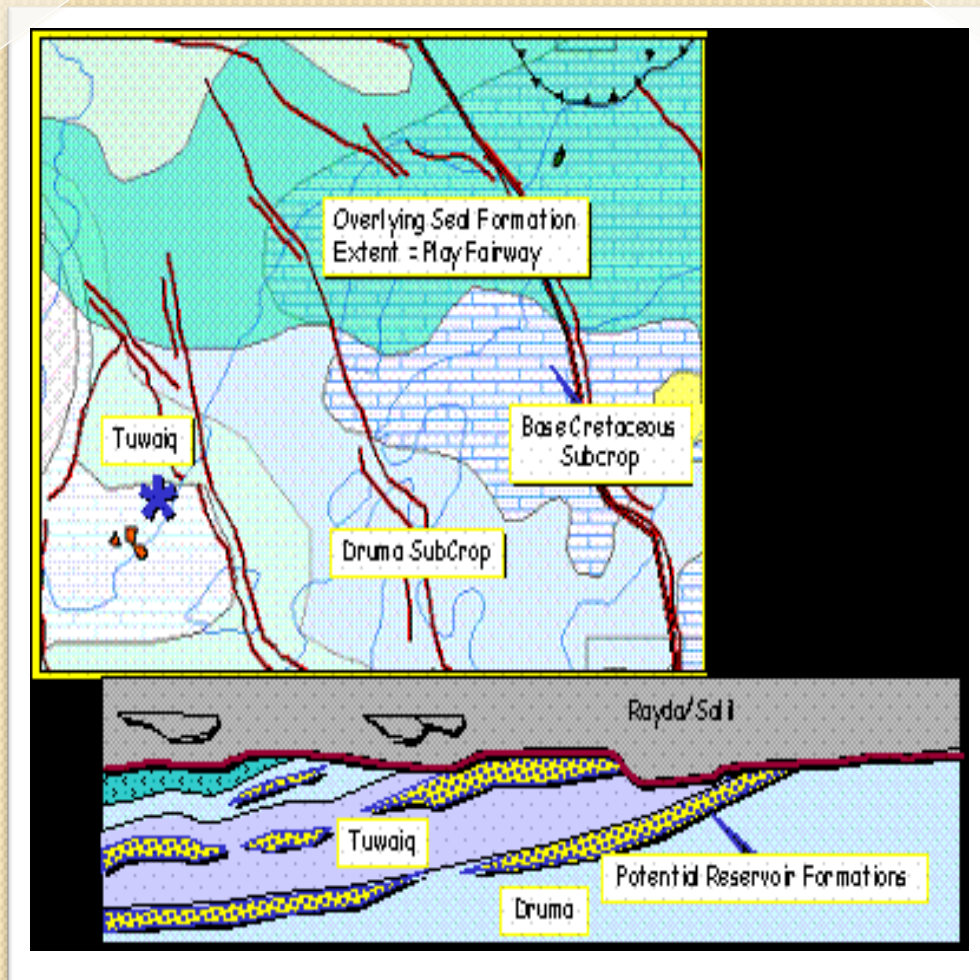 Overlying Seal Formation
Extent = Play Fairway
Tuwaiq
Base Cretaceous
Subcrop
Druma SubCrop
Rayda/Salil
Tuwaiq
Potential Reservoir Formations
Druma